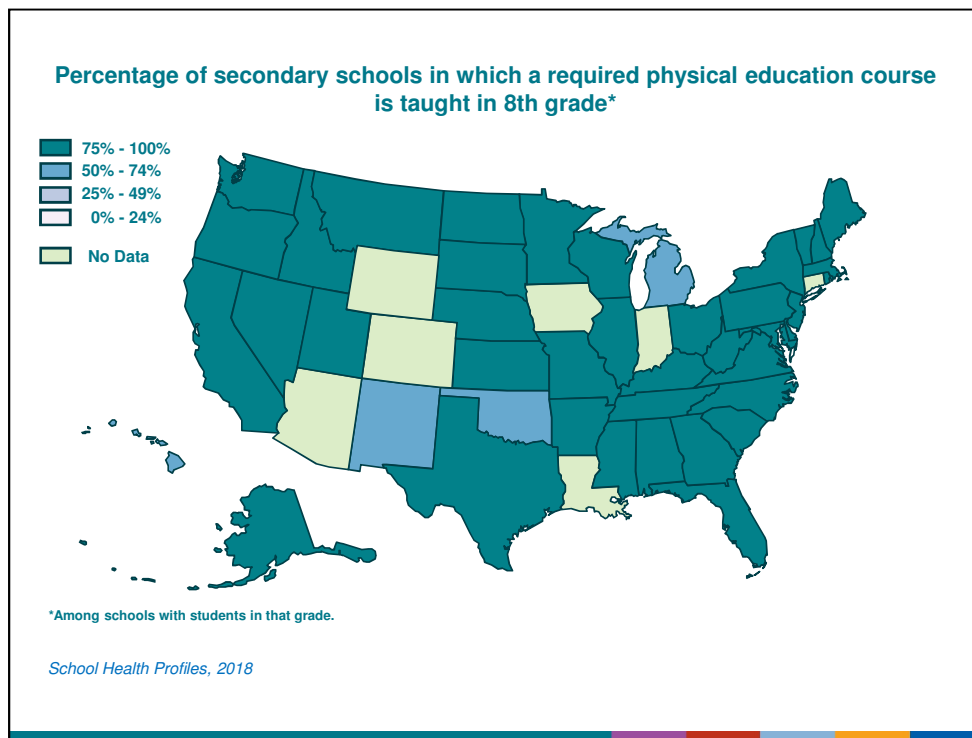 Percentage of secondary schools in which a required physical education course
is taught in 8th grade*
75% - 100%
50% - 74%
25% - 49%
0% - 24%
No Data
*Among schools with students in that grade.
School Health Profiles, 2018